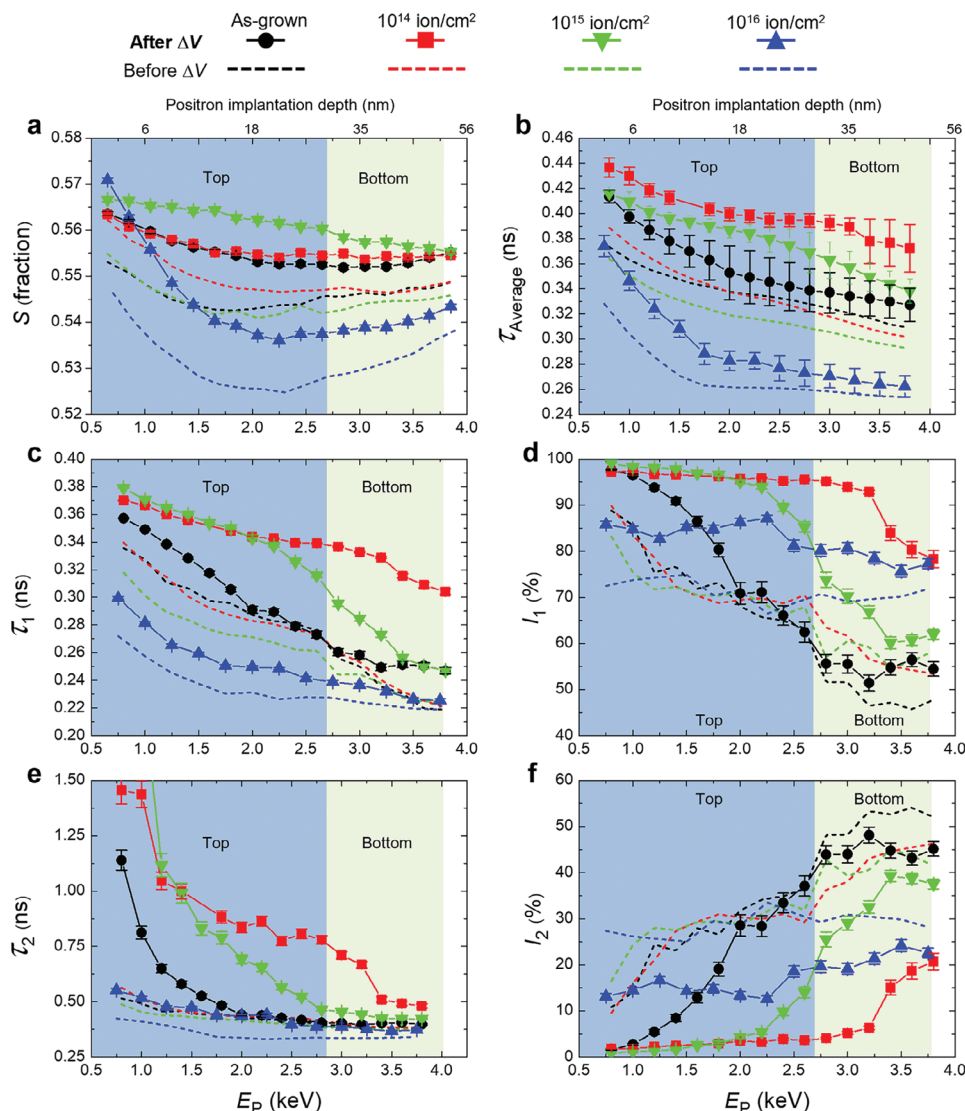 As-grown 10¹⁴ ion/cm² 10¹⁵ ion/cm² 10¹⁶ ion/cm²
After ΔV
Before ΔV
Positron implantation depth (nm) Positron implantation depth (nm)
6 18 35 56 6 18 35 56
a b
0.58 0.57 0.56 0.55 0.54 0.53 0.52
S (fraction)
Top Bottom
0.5 1.0 1.5 2.0 2.5 3.0 3.5 4.0
0.46 0.44 0.42 0.40 0.38 0.36 0.34 0.32 0.30 0.28 0.26 0.24
τAverage (ns)
Top Bottom
0.5 1.0 1.5 2.0 2.5 3.0 3.5 4.0
c d
0.40 0.38 0.36 0.34 0.32 0.30 0.28 0.26 0.24 0.22 0.20
τ₁ (ns)
Top Bottom
0.5 1.0 1.5 2.0 2.5 3.0 3.5 4.0
100 90 80 70 60 50 40
I₁ (%)
Top Bottom
0.5 1.0 1.5 2.0 2.5 3.0 3.5 4.0
e f
1.50 1.25 1.00 0.75 0.50 0.25
τ₂ (ns)
Top Bottom
0.5 1.0 1.5 2.0 2.5 3.0 3.5 4.0
Eₚ (keV)
60 50 40 30 20 10 0
I₂ (%)
Top Bottom
0.5 1.0 1.5 2.0 2.5 3.0 3.5 4.0
Eₚ (keV)